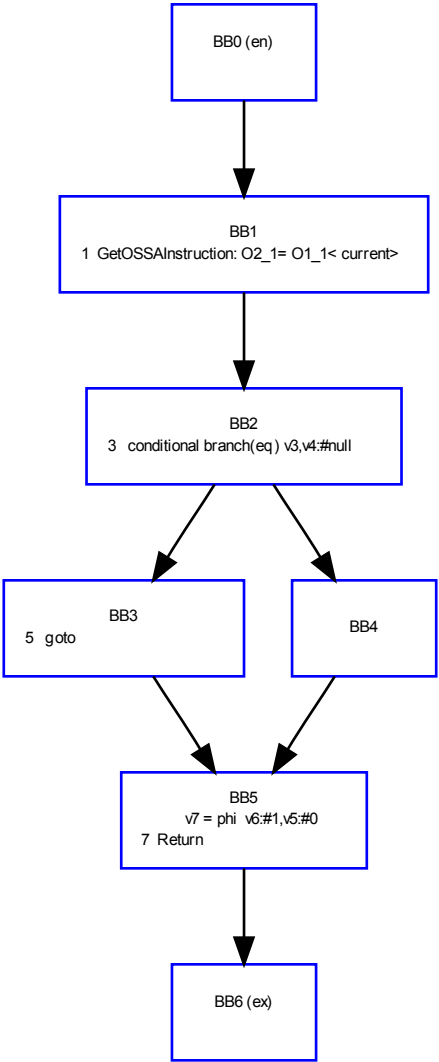 BB0 (en)
BB1
1 GetOSSAInstruction: O2_1= O1_1< current>
BB2
3 conditional branch(eq) v3,v4:#null
BB3
5 goto
BB4
BB5
v7 = phi v6:#1,v5:#0
7 Return
BB6 (ex)